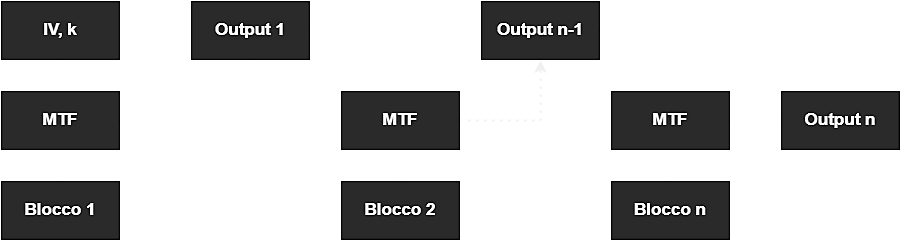 IV, k
Output 1
Output n-1
MTF
MTF
MTF
Output n
Blocco 1
Blocco 2
Blocco n